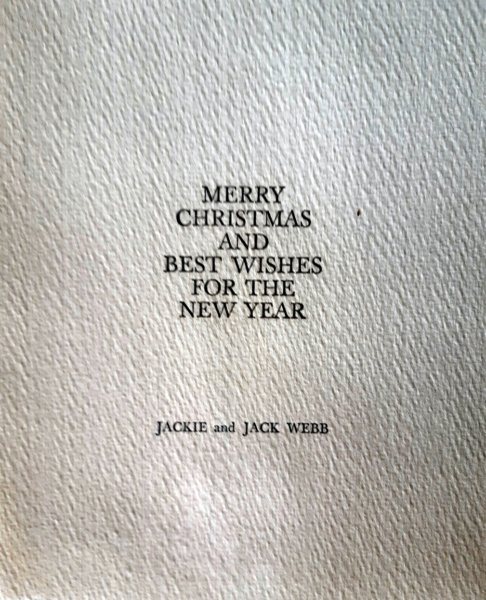 MERRY
CHRISTMAS
AND
BEST WISHES
FOR THE
NEW YEAR
JACKIE and JACK WEBB